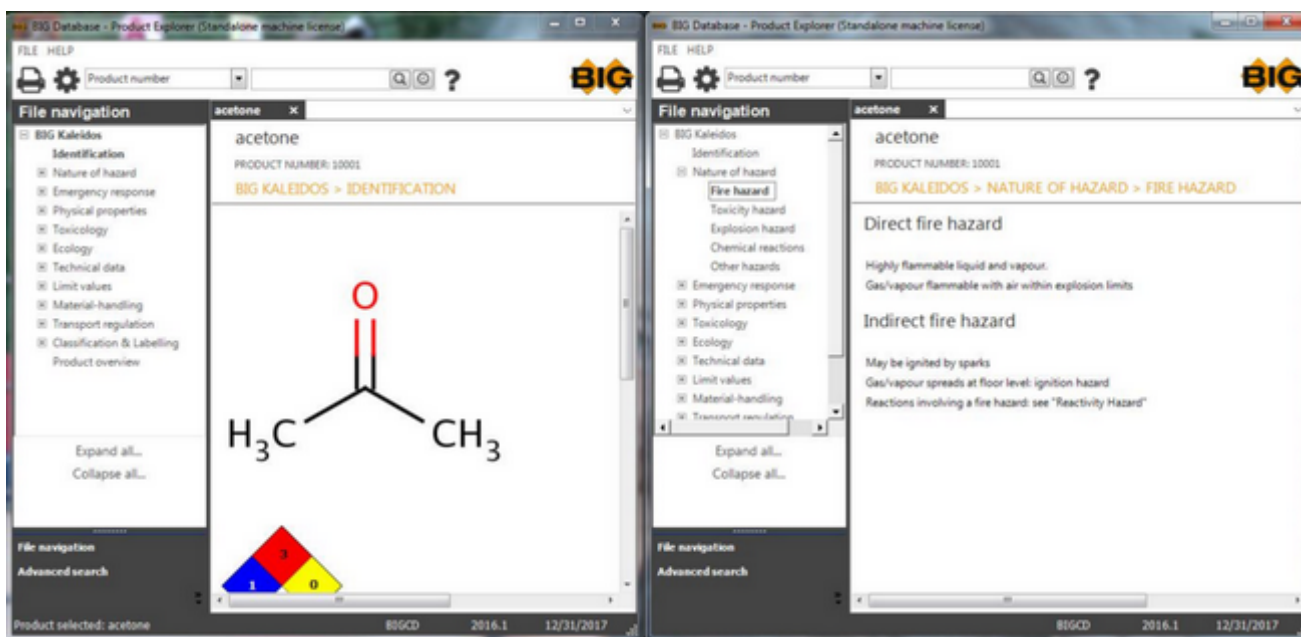 BIG Database - Product Explorer (Standalone machine license)
FILE HELP
Product number
?
BIG
File navigation
BIG Kaleidos
Identification
Nature of hazard
Emergency response
Physical properties
Toxicology
Ecology
Technical data
Limit values
Material-handling
Transport regulation
Classification & Labelling
Product overview
Expand all...
Collapse all...
File navigation
Advanced search
acetone x
acetone
PRODUCT NUMBER: 10001
BIG KALEIDOS > IDENTIFICATION
O
H3C CH3
3
1 0
Product selected: acetone BIGCD 2016.1 12/31/2017
BIG Database - Product Explorer (Standalone machine license)
FILE HELP
Product number
?
BIG
File navigation
BIG Kaleidos
Identification
Nature of hazard
Fire hazard
Toxicity hazard
Explosion hazard
Chemical reactions
Other hazards
Emergency response
Physical properties
Toxicology
Ecology
Technical data
Limit values
Material-handling
Transport regulation
Expand all...
Collapse all...
File navigation
Advanced search
acetone x
acetone
PRODUCT NUMBER: 10001
BIG KALEIDOS > NATURE OF HAZARD > FIRE HAZARD
Direct fire hazard
Highly flammable liquid and vapour.
Gas/vapour flammable with air within explosion limits
Indirect fire hazard
May be ignited by sparks
Gas/vapour spreads at floor level: ignition hazard
Reactions involving a fire hazard: see "Reactivity Hazard"
BIGCD 2016.1 12/31/2017